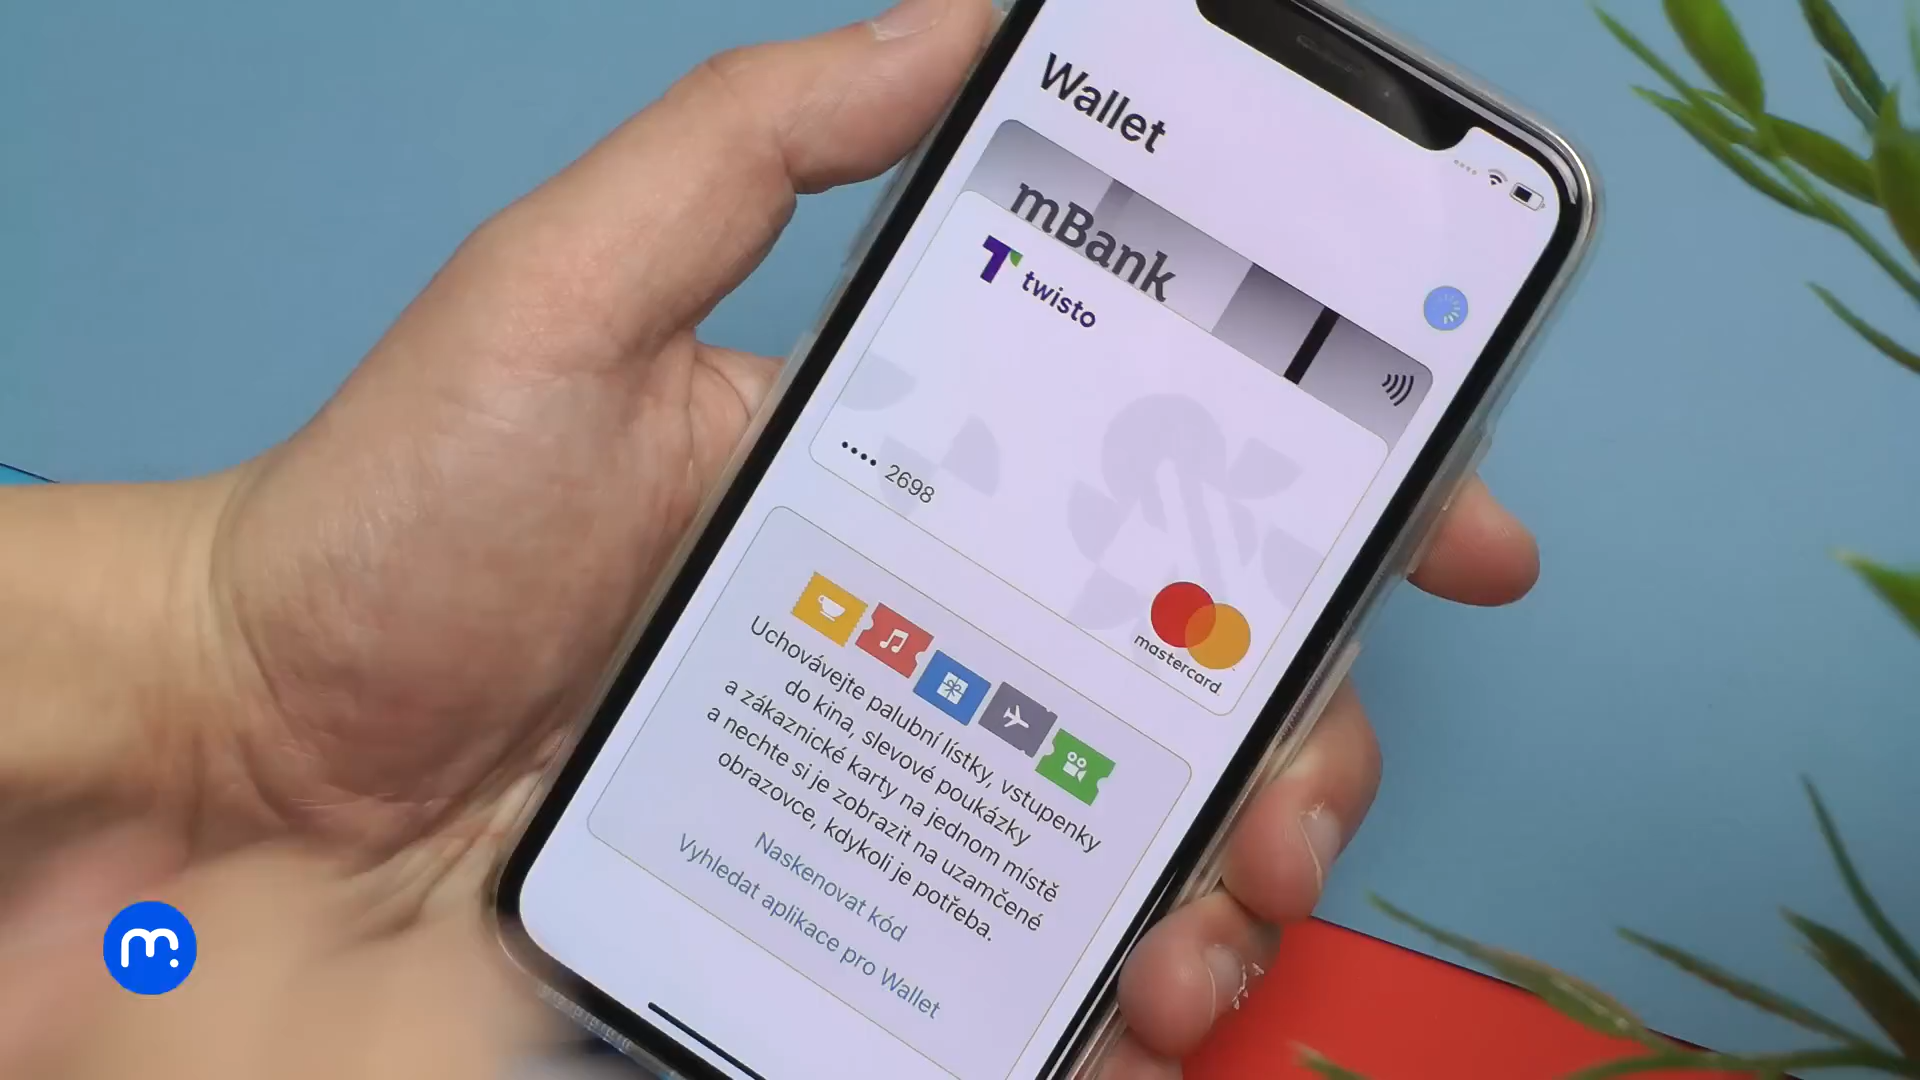 Wallet
mBank
twisto
•••• 2698
mastercard
Uchovávejte palubní lístky, vstupenky
do kina, slevové poukázky
a zákaznické karty na jednom místě
a nechte si je zobrazit na uzamčené
obrazovce, kdykoli je potřeba.
Naskenovat kód
Vyhledat aplikace pro Wallet
m.